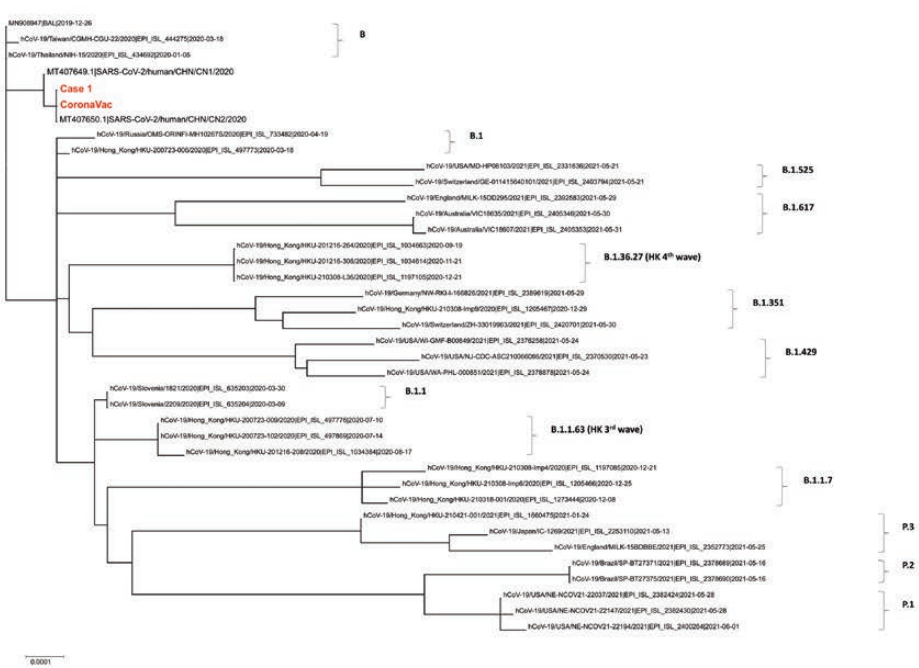 MN908947|BAL|2019-12-26
B
hCoV-19/Taiwan/CGMH-CGU-22/2020|EPI_ISL_444275|2020-03-18
hCoV-19/Thailand/NIH-15/2020|EPI_ISL_434692|2020-01-05
MT407649.1|SARS-CoV-2/human/CHN/CN1/2020
Case 1
CoronaVac
MT407650.1|SARS-CoV-2/human/CHN/CN2/2020
hCoV-19/Russia/OMS-ORINFI-MH10267S/2020|EPI_ISL_733482|2020-04-19
B.1
hCoV-19/Hong_Kong/HKU-200723-006/2020|EPI_ISL_497773|2020-03-18
hCoV-19/USA/MD-HP06103/2021|EPI_ISL_2331636|2021-05-21
B.1.525
hCoV-19/Switzerland/GE-011415640101/2021|EPI_ISL_2403794|2021-05-21
hCoV-19/England/MILK-15DD295/2021|EPI_ISL_2392683|2021-05-29
B.1.617
hCoV-19/Australia/VIC18635/2021|EPI_ISL_2405346|2021-05-30
hCoV-19/Australia/VIC18607/2021|EPI_ISL_2405353|2021-05-31
hCoV-19/Hong_Kong/HKU-201216-264/2020|EPI_ISL_1034663|2020-09-19
hCoV-19/Hong_Kong/HKU-201216-306/2020|EPI_ISL_1034614|2020-11-21
B.1.36.27 (HK 4th wave)
hCoV-19/Hong_Kong/HKU-210308-L35/2020|EPI_ISL_1197105|2020-12-21
hCoV-19/Germany/NW-RKI-I-166826/2021|EPI_ISL_2389619|2021-05-29
B.1.351
hCoV-19/Hong_Kong/HKU-210308-Imp9/2020|EPI_ISL_1205467|2020-12-29
hCoV-19/Switzerland/ZH-33019963/2021|EPI_ISL_2420701|2021-05-30
hCoV-19/USA/WI-GMF-B00649/2021|EPI_ISL_2376258|2021-05-24
B.1.429
hCoV-19/USA/NJ-CDC-ASC210066066/2021|EPI_ISL_2370530|2021-05-23
hCoV-19/USA/WA-PHL-000851/2021|EPI_ISL_2378878|2021-05-24
hCoV-19/Slovenia/1821/2020|EPI_ISL_635203|2020-03-30
B.1.1
hCoV-19/Slovenia/2209/2020|EPI_ISL_635204|2020-03-09
hCoV-19/Hong_Kong/HKU-200723-009/2020|EPI_ISL_497776|2020-07-10
B.1.1.63 (HK 3rd wave)
hCoV-19/Hong_Kong/HKU-200723-102/2020|EPI_ISL_497869|2020-07-14
hCoV-19/Hong_Kong/HKU-201216-208/2020|EPI_ISL_1034384|2020-08-17
hCoV-19/Hong_Kong/HKU-210308-Imp4/2020|EPI_ISL_1197085|2020-12-21
B.1.1.7
hCoV-19/Hong_Kong/HKU-210308-Imp6/2020|EPI_ISL_1205466|2020-12-25
hCoV-19/Hong_Kong/HKU-210318-001/2020|EPI_ISL_1273444|2020-12-08
hCoV-19/Hong_Kong/HKU-210421-001/2021|EPI_ISL_1660475|2021-01-24
P.3
hCoV-19/Japan/IC-1269/2021|EPI_ISL_2253110|2021-05-13
hCoV-19/England/MILK-15BDBBE/2021|EPI_ISL_2352773|2021-05-25
hCoV-19/Brazil/SP-BT27371/2021|EPI_ISL_2378689|2021-05-16
P.2
hCoV-19/Brazil/SP-BT27375/2021|EPI_ISL_2378690|2021-05-16
hCoV-19/USA/NE-NCOV21-22037/2021|EPI_ISL_2382424|2021-05-28
P.1
hCoV-19/USA/NE-NCOV21-22147/2021|EPI_ISL_2382430|2021-05-28
hCoV-19/USA/NE-NCOV21-22194/2021|EPI_ISL_2400264|2021-06-01
0.0001